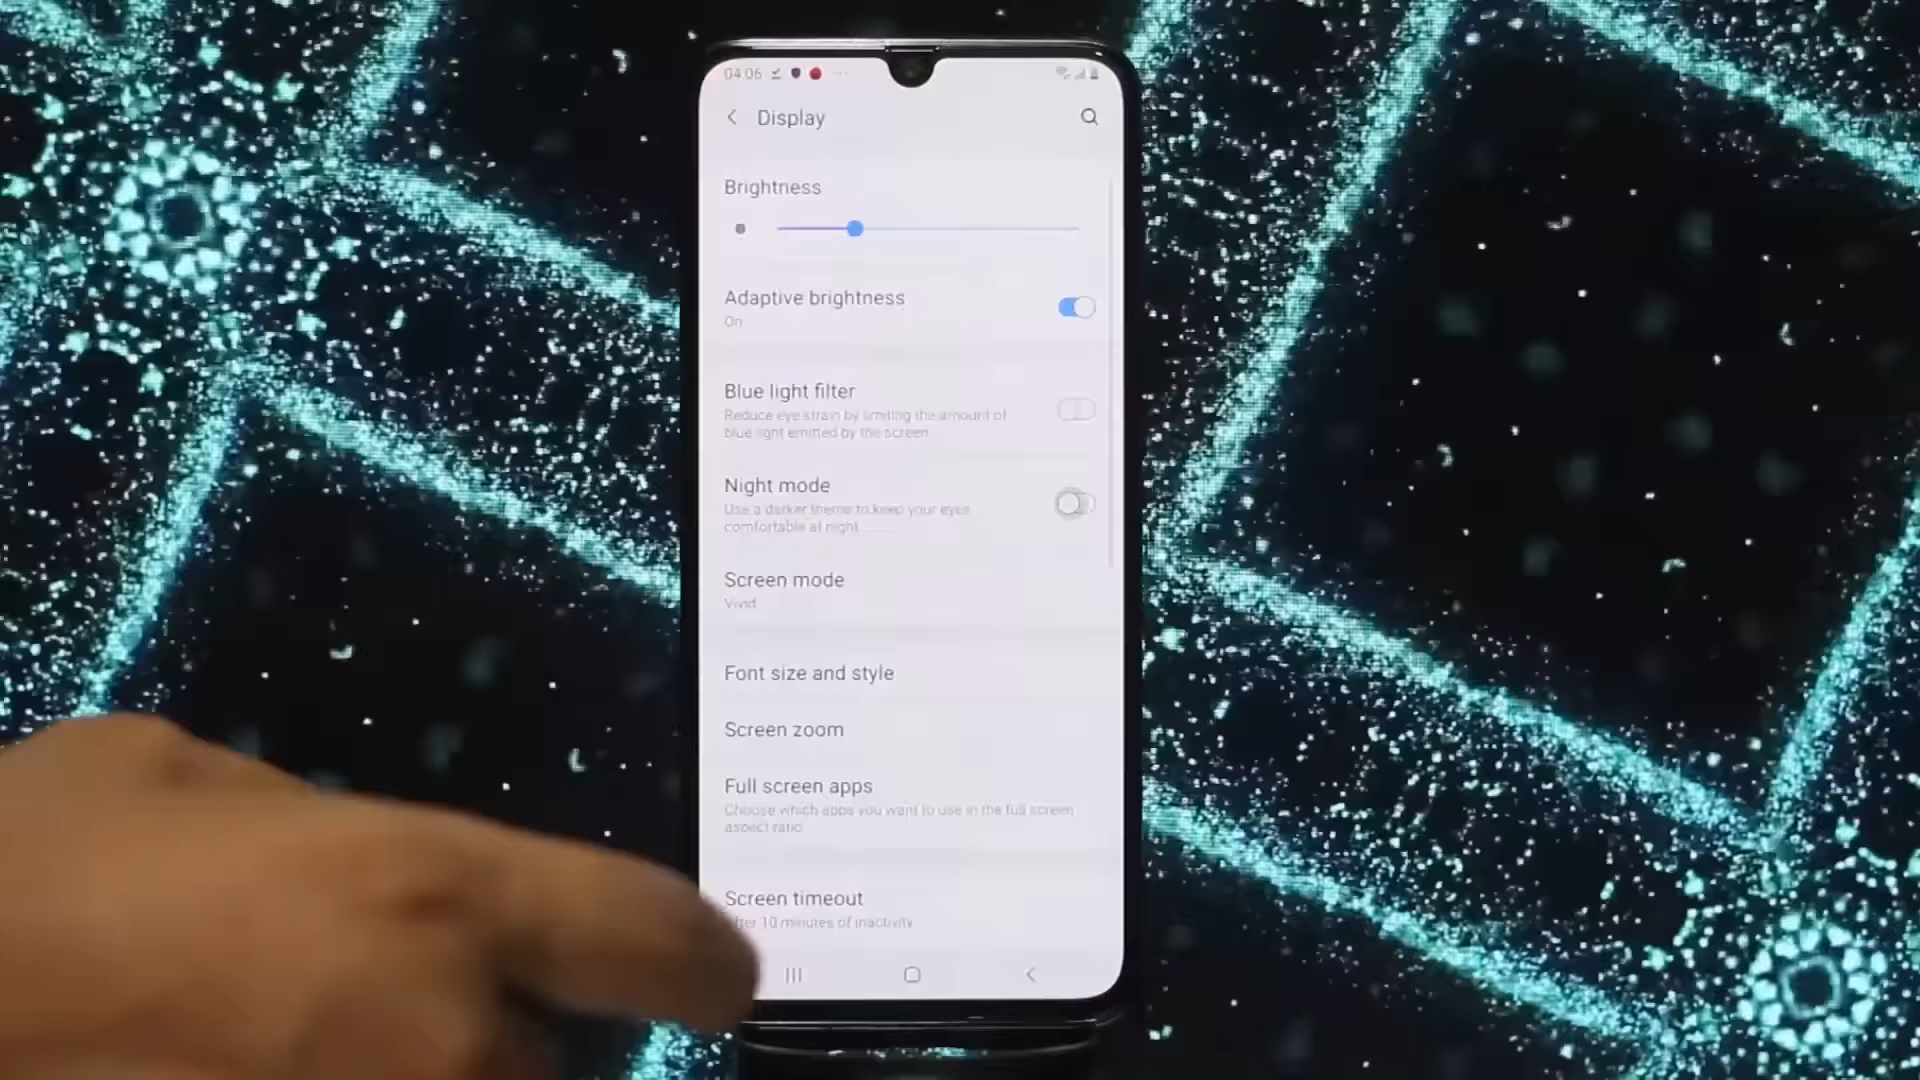 04:06
Display
Brightness
Adaptive brightness
On
Blue light filter
Reduce eye strain by limiting the amount of
blue light emitted by the screen.
Night mode
Use a darker theme to keep your eyes
comfortable at night.
Screen mode
Vivid
Font size and style
Screen zoom
Full screen apps
Choose which apps you want to use in the full screen
aspect ratio.
Screen timeout
After 10 minutes of inactivity